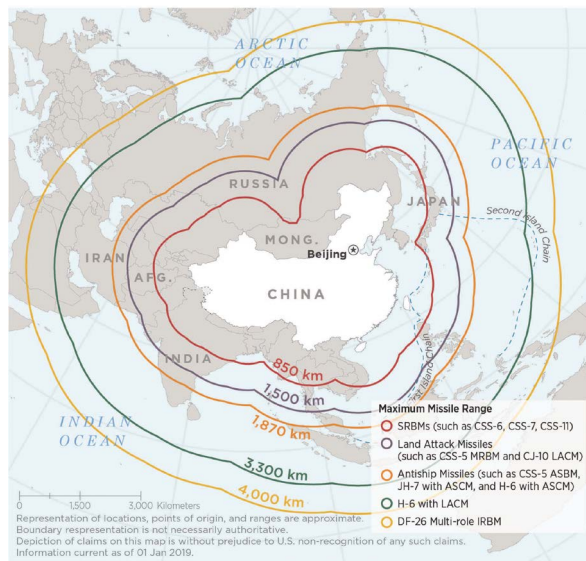 ARCTIC
OCEAN
PACIFIC
OCEAN
RUSSIA
JAPAN
Second Island Chain
MONG.
Beijing
IRAN
AFG.
CHINA
INDIA
850 km
1,500 km
1,870 km
3,300 km
4,000 km
Island Chain
INDIAN
OCEAN
Maximum Missile Range
SRBMs (such as CSS-6, CSS-7, CSS-11)
Land Attack Missiles
(such as CSS-5 MRBM and CJ-10 LACM)
Antiship Missiles (such as CSS-5 ASBM,
JH-7 with ASCM, and H-6 with ASCM)
H-6 with LACM
DF-26 Multi-role IRBM
0 1,500 3,000 Kilometers
Representation of locations, points of origin, and ranges are approximate.
Boundary respresentation is not necessarily authoritative.
Depiction of claims on this map is without prejudice to U.S. non-recognition of any such claims.
Information current as of 01 Jan 2019.